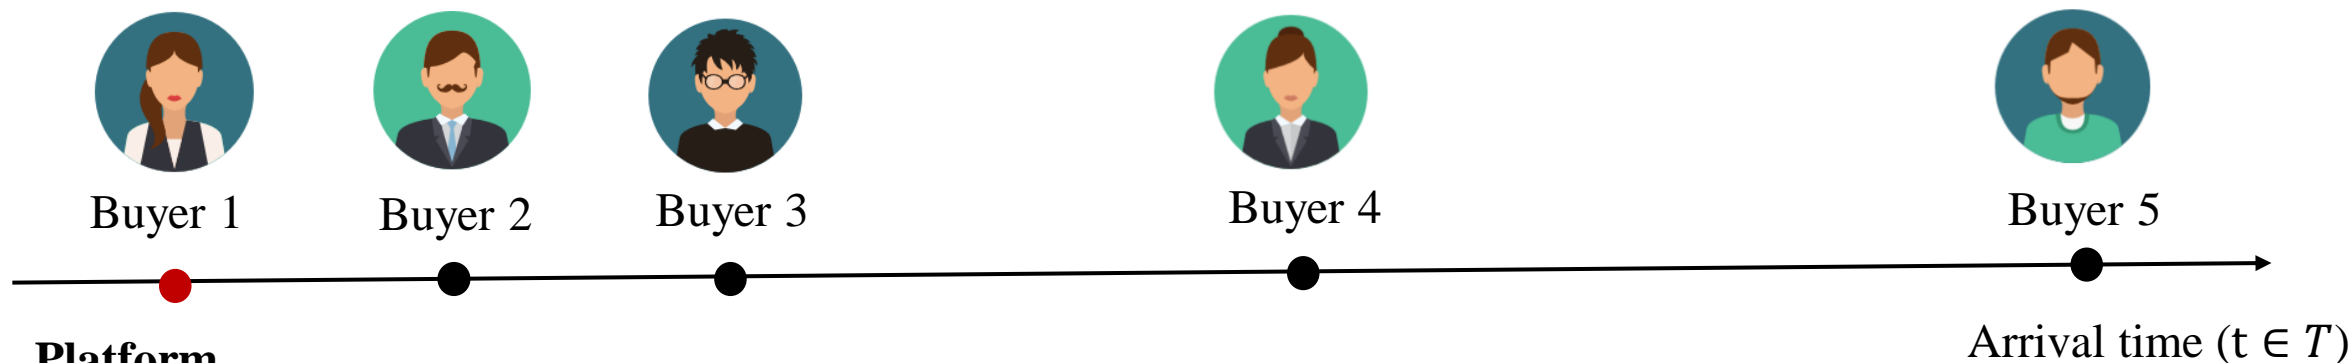 Buyer 1
Buyer 2
Buyer 3
Buyer 4
Buyer 5
Platform
Arrival time (t ∈ T)